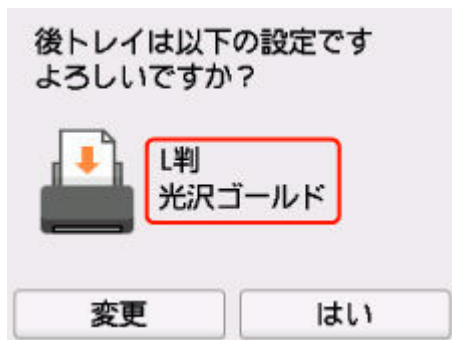 後トレイは以下の設定です
よろしいですか？
L判
光沢ゴールド
変更
はい